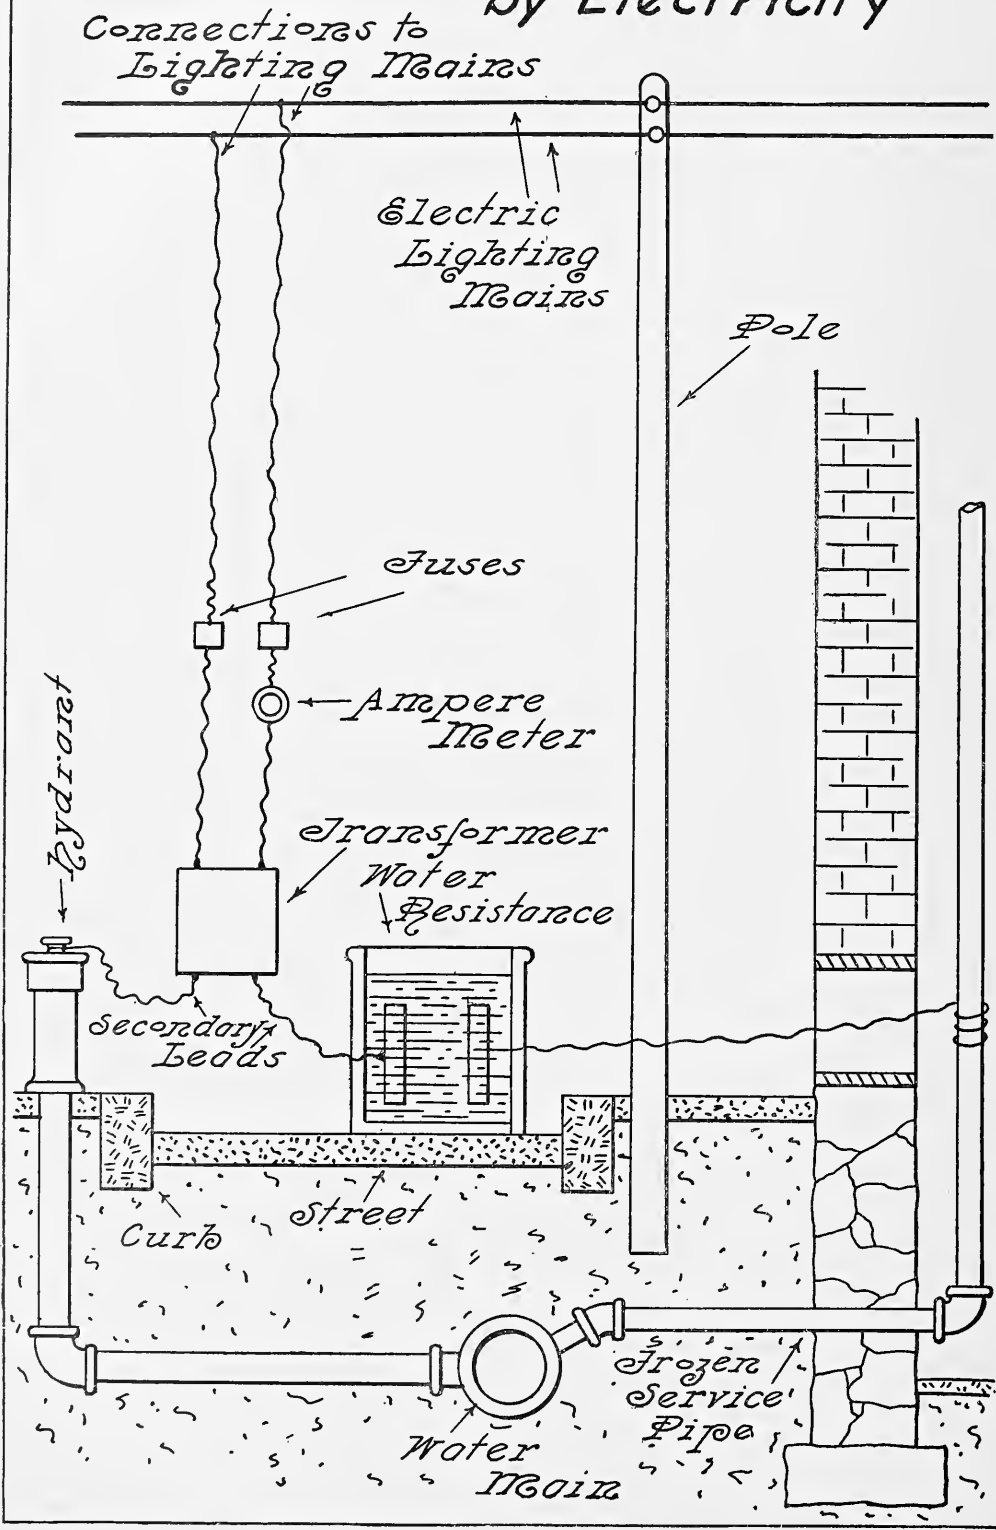 by Electricity
Connections to
Lighting Mains
Electric
Lighting
Mains
Pole
Fuses
Ampere
Meter
Hydrant
Transformer
Water
Resistance
Secondary
Leads
Curb
Street
Frozen
Service
Pipe
Water
Main